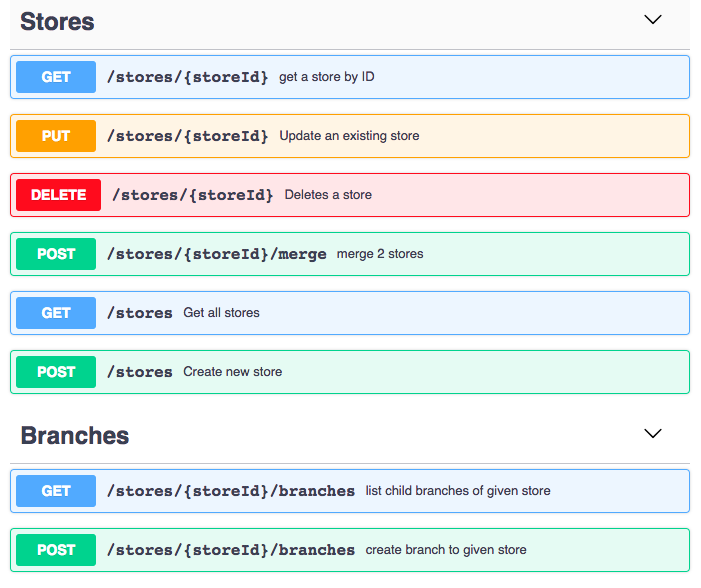 Stores
GET /stores/{storeId} get a store by ID
PUT /stores/{storeId} Update an existing store
DELETE /stores/{storeId} Deletes a store
POST /stores/{storeId}/merge merge 2 stores
GET /stores Get all stores
POST /stores Create new store
Branches
GET /stores/{storeId}/branches list child branches of given store
POST /stores/{storeId}/branches create branch to given store